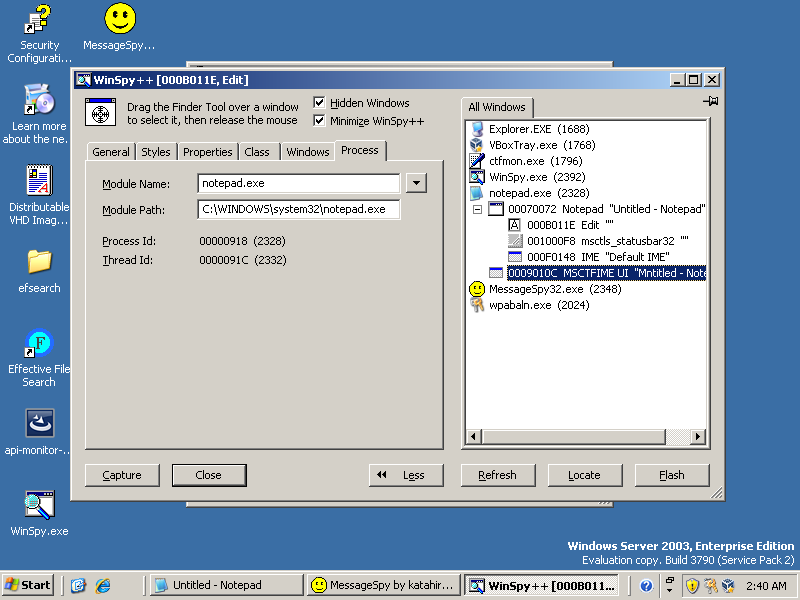 Security
Configurati...
MessageSpy...
Learn more
about the ne...
Distributable
VHD Imag...
efsearch
Effective File
Search
api-monitor-...
WinSpy.exe
WinSpy++ [000B011E, Edit]
Drag the Finder Tool over a window
to select it, then release the mouse
Hidden Windows
Minimize WinSpy++
General
Styles
Properties
Class
Windows
Process
Module Name:
notepad.exe
Module Path:
C:\WINDOWS\system32\notepad.exe
Process Id:
00000918 (2328)
Thread Id:
0000091C (2332)
All Windows
Explorer.EXE (1688)
VBoxTray.exe (1768)
ctfmon.exe (1796)
WinSpy.exe (2392)
notepad.exe (2328)
00070072 Notepad "Untitled - Notepad"
000B011E Edit ""
001000F8 msctls_statusbar32 ""
000F0148 IME "Default IME"
0009010C MSCTFIME UI "Mntitled - Note
MessageSpy32.exe (2348)
wpabaln.exe (2024)
Capture
Close
Less
Refresh
Locate
Flash
Windows Server 2003, Enterprise Edition
Evaluation copy. Build 3790 (Service Pack 2)
Start
Untitled - Notepad
MessageSpy by katahir...
WinSpy++ [000B011...
2:40 AM